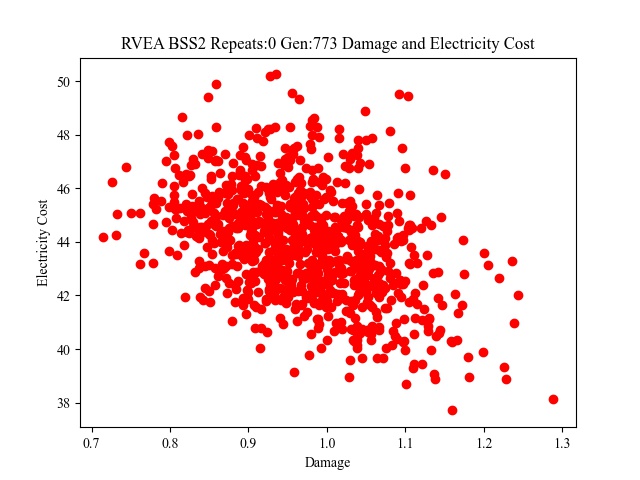 RVEA BSS2 Repeats:0 Gen:773 Damage and Electricity Cost
50
48
46
44
42
40
38
Electricity Cost
0.7 0.8 0.9 1.0 1.1 1.2 1.3
Damage